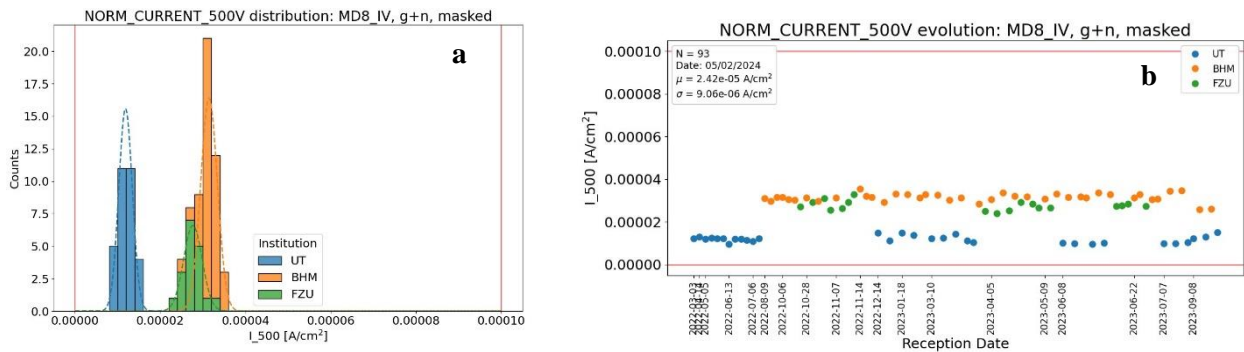 NORM_CURRENT_500V distribution: MD8_IV, g+n, masked
a
20.0
17.5
15.0
12.5
10.0
7.5
5.0
2.5
0.0
Counts
Institution
UT
BHM
FZU
0.00000 0.00002 0.00004 0.00006 0.00008 0.00010
I_500 [A/cm²]
NORM_CURRENT_500V evolution: MD8_IV, g+n, masked
b
N = 93
Date: 05/02/2024
μ = 2.42e-05 A/cm²
σ = 9.06e-06 A/cm²
UT
BHM
FZU
0.00010
0.00008
0.00006
0.00004
0.00002
0.00000
I_500 [A/cm²]
2022-03-03
2022-05-05
2022-06-13
2022-07-06
2022-08-09
2022-10-06
2022-10-28
2022-11-07
2022-11-14
2022-12-14
2023-01-18
2023-03-10
2023-04-05
2023-05-09
2023-06-08
2023-06-22
2023-07-07
2023-09-08
Reception Date